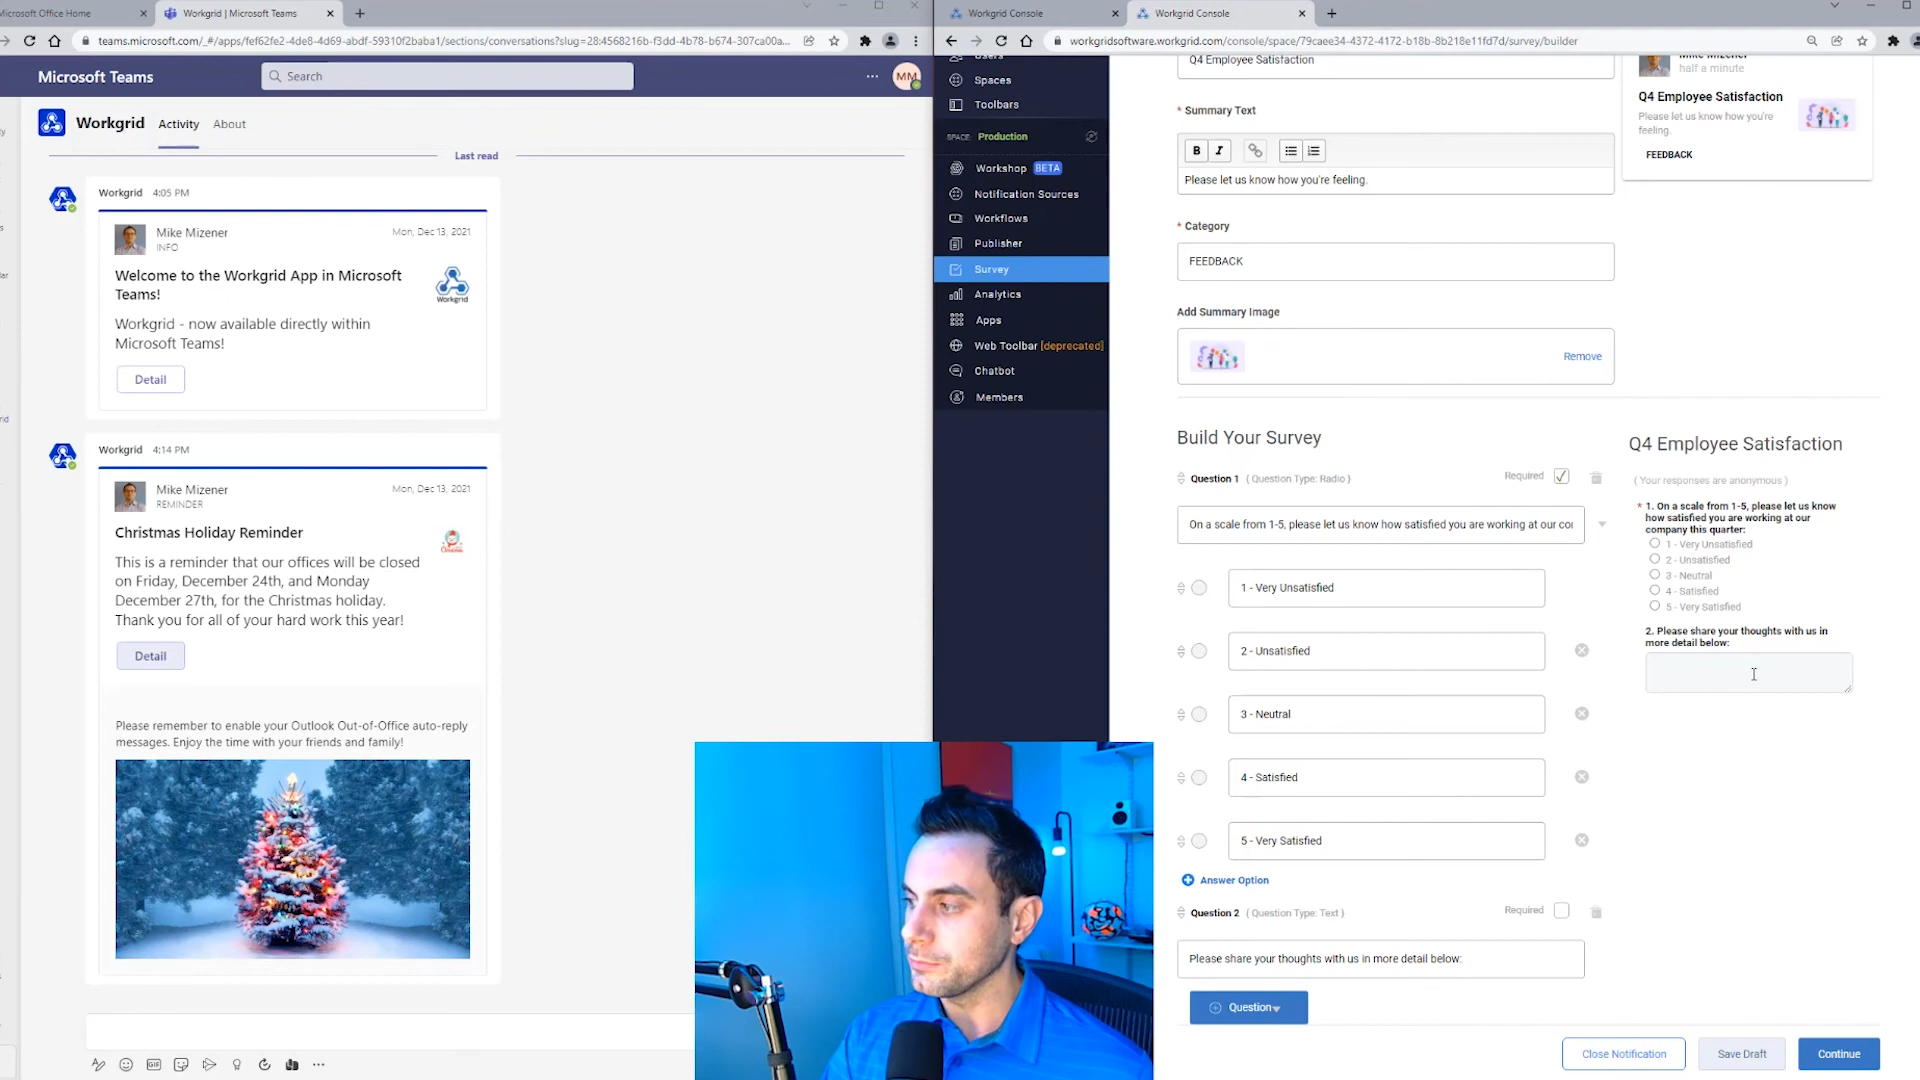 Microsoft Office Home
Workgrid | Microsoft Teams
teams.microsoft.com/_#/apps/fef62fe2-4de8-4d69-abdf-59310f2baba1/sections/conversations?slug=28:4568216b-f3dd-4b78-b674-307ca00a...
Microsoft Teams
Search
MM
Workgrid
Activity
About
Last read
Workgrid 4:05 PM
Mike Mizener
INFO
Mon, Dec 13, 2021
Welcome to the Workgrid App in Microsoft
Teams!
Workgrid
Workgrid - now available directly within
Microsoft Teams!
Detail
Workgrid 4:14 PM
Mike Mizener
REMINDER
Mon, Dec 13, 2021
Christmas Holiday Reminder
This is a reminder that our offices will be closed
on Friday, December 24th, and Monday
December 27th, for the Christmas holiday.
Thank you for all of your hard work this year!
Detail
Please remember to enable your Outlook Out-of-Office auto-reply
messages. Enjoy the time with your friends and family!
GIF
Workgrid Console
Workgrid Console
workgridsoftware.workgrid.com/console/space/79caee34-4372-4172-b18b-8b218e11fd7d/survey/builder
Users
Spaces
Toolbars
SPACE: Production
Workshop BETA
Notification Sources
Workflows
Publisher
Survey
Analytics
Apps
Web Toolbar [deprecated]
Chatbot
Members
Q4 Employee Satisfaction
* Summary Text
B I
Please let us know how you're feeling.
* Category
FEEDBACK
Add Summary Image
Remove
Mike Mizener
half a minute
Q4 Employee Satisfaction
Please let us know how you're
feeling.
FEEDBACK
Build Your Survey
Question 1 ( Question Type: Radio )
Required
On a scale from 1-5, please let us know how satisfied you are working at our co
1 - Very Unsatisfied
2 - Unsatisfied
3 - Neutral
4 - Satisfied
5 - Very Satisfied
Answer Option
Question 2 ( Question Type: Text )
Required
Please share your thoughts with us in more detail below:
Question
Q4 Employee Satisfaction
( Your responses are anonymous )
* 1. On a scale from 1-5, please let us know
how satisfied you are working at our
company this quarter:
1 - Very Unsatisfied
2 - Unsatisfied
3 - Neutral
4 - Satisfied
5 - Very Satisfied
2. Please share your thoughts with us in
more detail below:
Close Notification
Save Draft
Continue